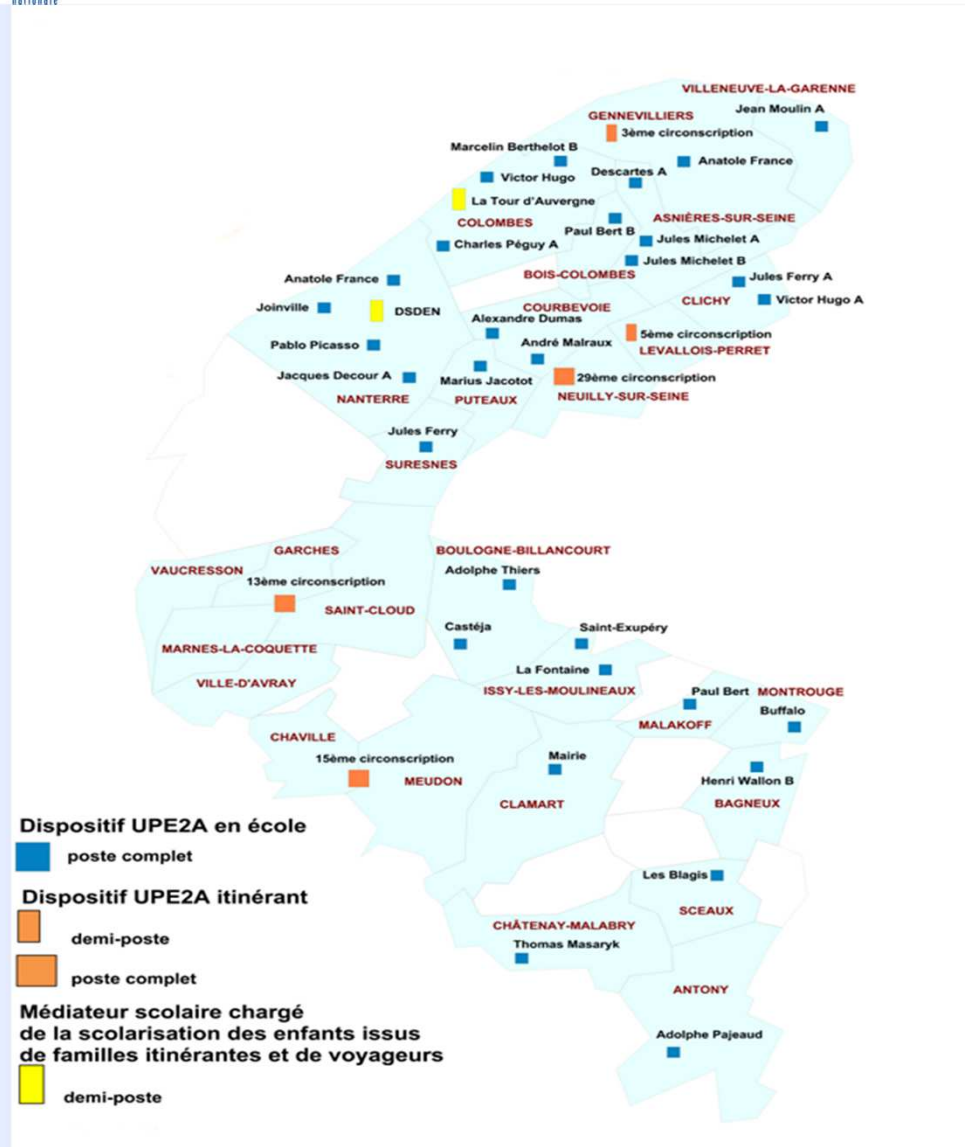 nationale
VILLENEUVE-LA-GARENNE
Jean Moulin A
GENNEVILLIERS
3ème circonscription
Marcelin Berthelot B
Anatole France
Descartes A
Victor Hugo
La Tour d'Auvergne
COLOMBES
ASNIÈRES-SUR-SEINE
Paul Bert B
Jules Michelet A
Charles Péguy A
Jules Michelet B
BOIS-COLOMBES
Jules Ferry A
Anatole France
Victor Hugo A
CLICHY
Joinville
DSDEN
COURBEVOIE
Alexandre Dumas
5ème circonscription
LEVALLOIS-PERRET
Pablo Picasso
André Malraux
Jacques Decour A
Marius Jacotot
29ème circonscription
NANTERRE
PUTEAUX
NEUILLY-SUR-SEINE
Jules Ferry
SURESNES
GARCHES
BOULOGNE-BILLANCOURT
VAUCRESSON
Adolphe Thiers
13ème circonscription
SAINT-CLOUD
Castéja
Saint-Exupéry
MARNES-LA-COQUETTE
La Fontaine
VILLE-D'AVRAY
ISSY-LES-MOULINEAUX
Paul Bert
MONTROUGE
Buffalo
MALAKOFF
CHAVILLE
15ème circonscription
Mairie
MEUDON
Henri Wallon B
CLAMART
BAGNEUX
Dispositif UPE2A en école
poste complet
Les Blagis
Dispositif UPE2A itinérant
SCEAUX
CHÂTENAY-MALABRY
demi-poste
Thomas Masaryk
poste complet
ANTONY
Médiateur scolaire chargé
de la scolarisation des enfants issus
de familles itinérantes et de voyageurs
Adolphe Pajeaud
demi-poste